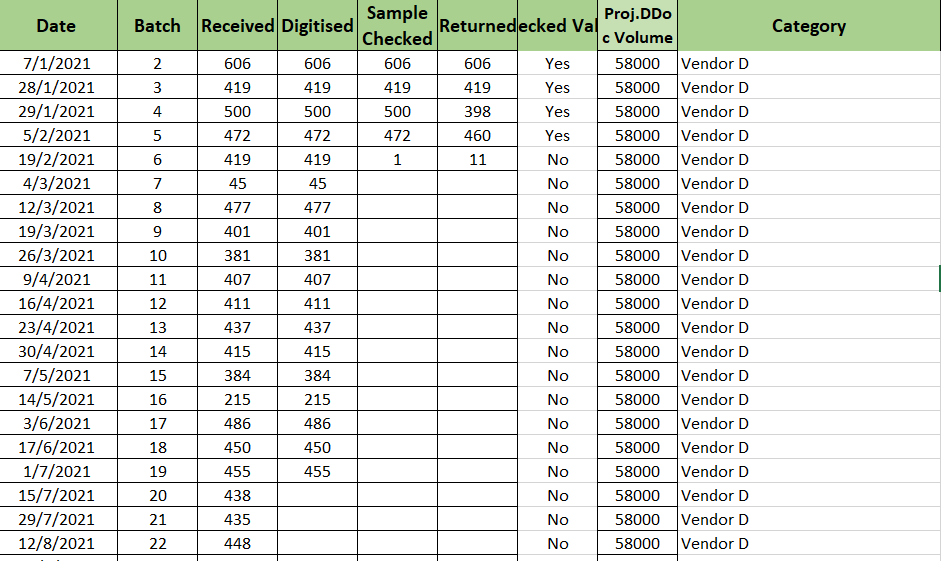 Date Batch Received Digitised Sample Checked Returned ecked Val Proj.DDo c Volume Category
7/1/2021 2 606 606 606 606 Yes 58000 Vendor D
28/1/2021 3 419 419 419 419 Yes 58000 Vendor D
29/1/2021 4 500 500 500 398 Yes 58000 Vendor D
5/2/2021 5 472 472 472 460 Yes 58000 Vendor D
19/2/2021 6 419 419 1 11 No 58000 Vendor D
4/3/2021 7 45 45 No 58000 Vendor D
12/3/2021 8 477 477 No 58000 Vendor D
19/3/2021 9 401 401 No 58000 Vendor D
26/3/2021 10 381 381 No 58000 Vendor D
9/4/2021 11 407 407 No 58000 Vendor D
16/4/2021 12 411 411 No 58000 Vendor D
23/4/2021 13 437 437 No 58000 Vendor D
30/4/2021 14 415 415 No 58000 Vendor D
7/5/2021 15 384 384 No 58000 Vendor D
14/5/2021 16 215 215 No 58000 Vendor D
3/6/2021 17 486 486 No 58000 Vendor D
17/6/2021 18 450 450 No 58000 Vendor D
1/7/2021 19 455 455 No 58000 Vendor D
15/7/2021 20 438 No 58000 Vendor D
29/7/2021 21 435 No 58000 Vendor D
12/8/2021 22 448 No 58000 Vendor D